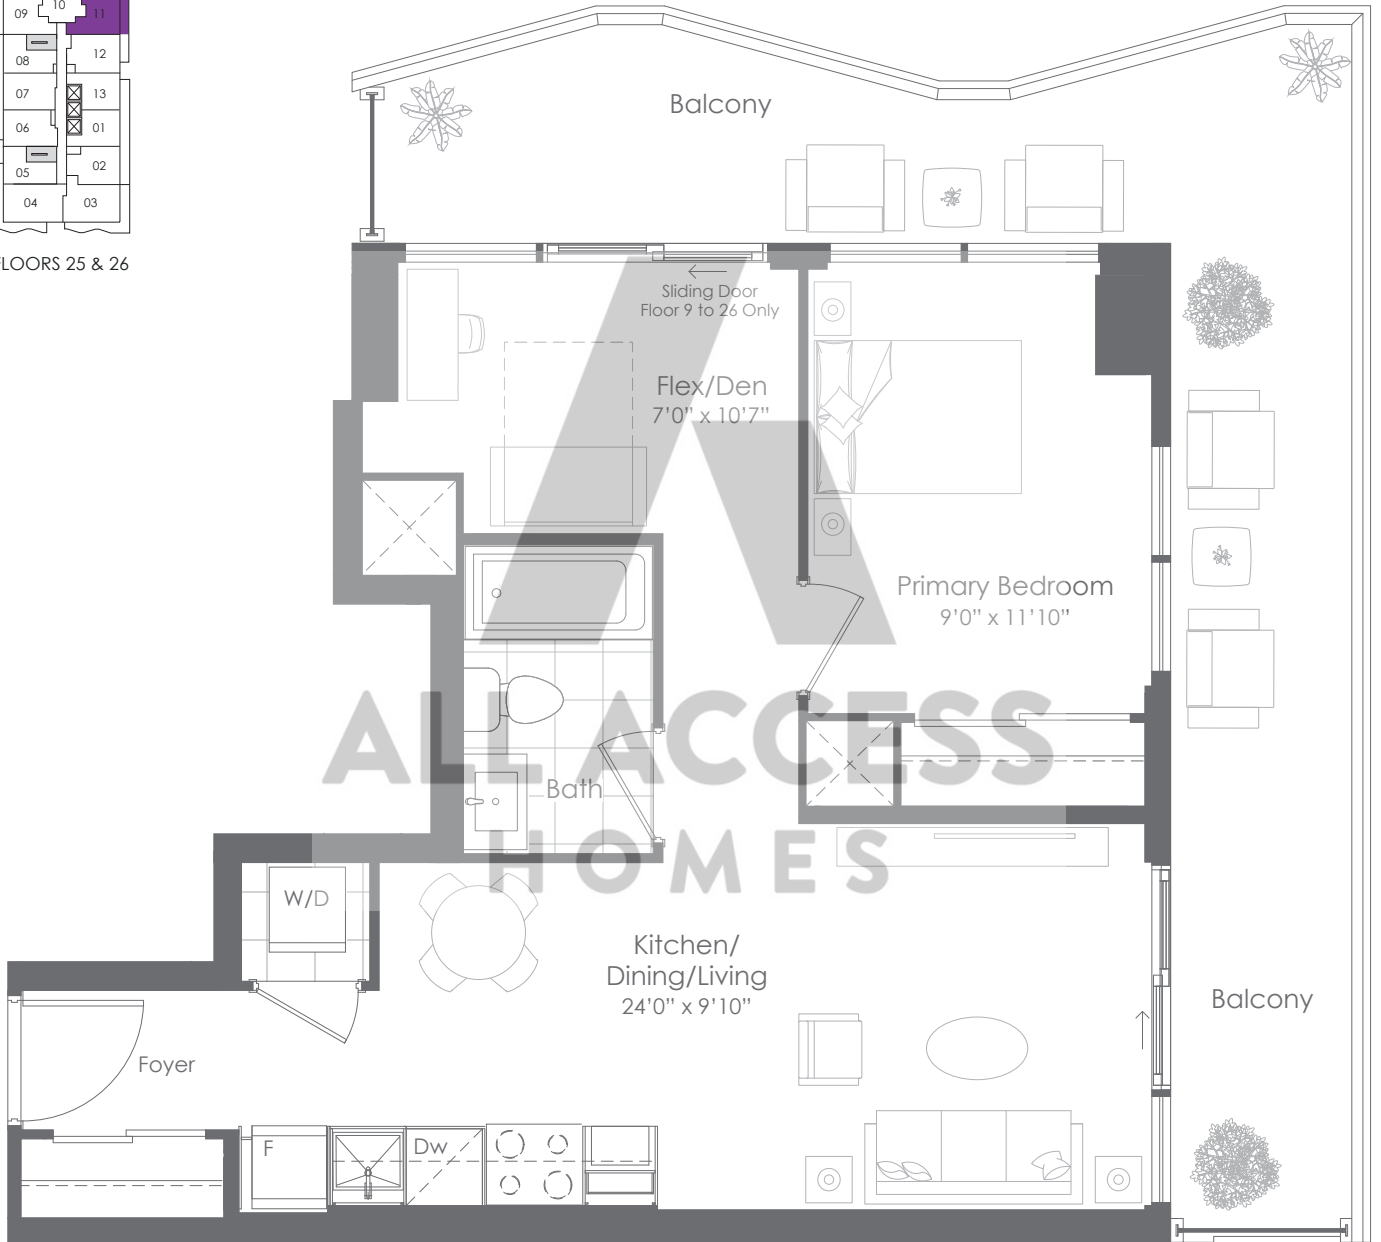 09
10
11
08
12
07
13
06
01
05
02
04
03
FLOORS 25 & 26
Balcony
Sliding Door
Floor 9 to 26 Only
Flex/Den
7'0" x 10'7"
Primary Bedroom
9'0" x 11'10"
ALL ACCESS
HOMES
Bath
W/D
Kitchen/
Dining/Living
24'0" x 9'10"
Balcony
Foyer
F
Dw